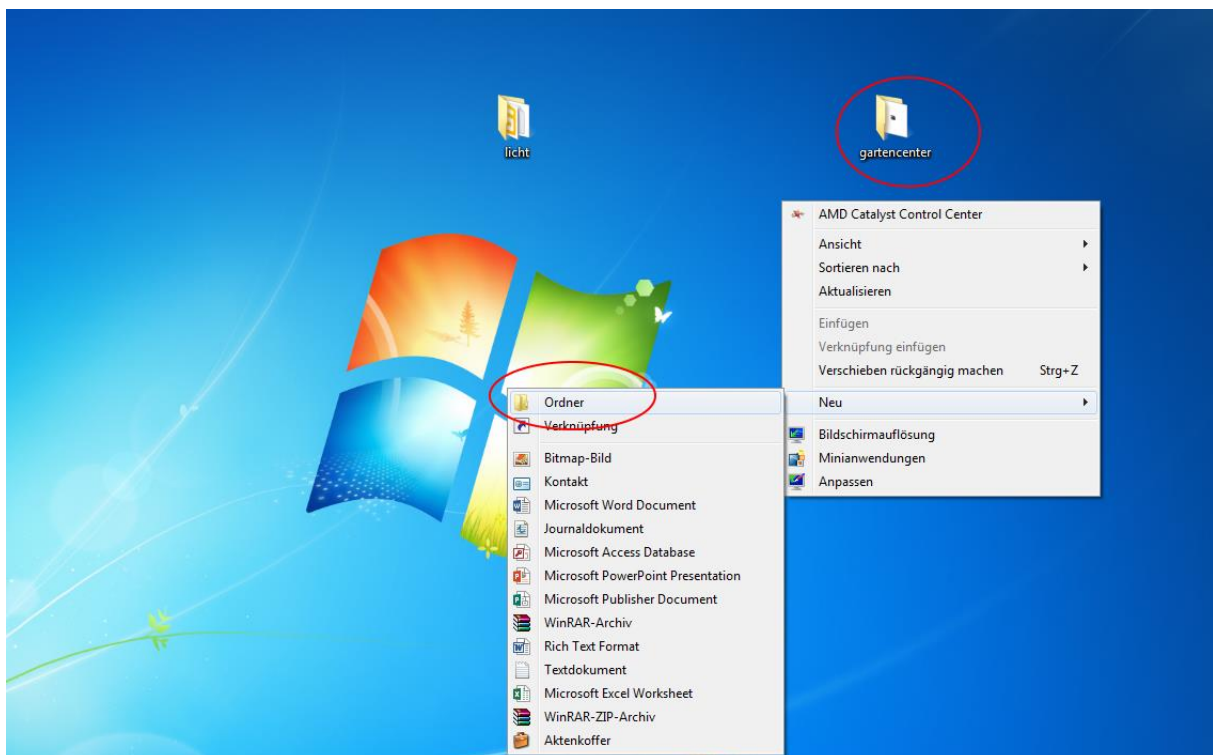 licht
gartencenter
AMD Catalyst Control Center
Ansicht
Sortieren nach
Aktualisieren
Einfügen
Verknüpfung einfügen
Verschieben rückgängig machen Strg+Z
Neu
Bildschirmauflösung
Minianwendungen
Anpassen
Ordner
Verknüpfung
Bitmap-Bild
Kontakt
Microsoft Word Document
Journaldokument
Microsoft Access Database
Microsoft PowerPoint Presentation
Microsoft Publisher Document
WinRAR-Archiv
Rich Text Format
Textdokument
Microsoft Excel Worksheet
WinRAR-ZIP-Archiv
Aktenkoffer